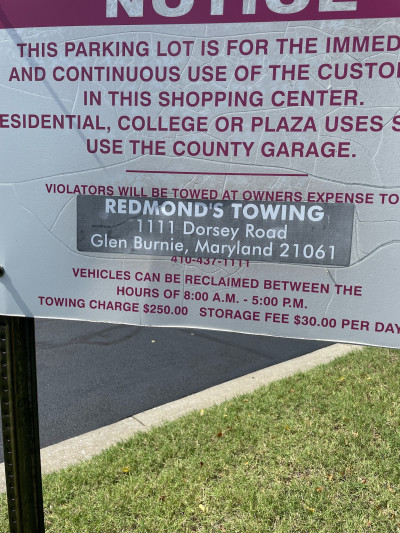 NOTICE
THIS PARKING LOT IS FOR THE IMMED
AND CONTINUOUS USE OF THE CUSTO
IN THIS SHOPPING CENTER.
ESIDENTIAL, COLLEGE OR PLAZA USES S
USE THE COUNTY GARAGE.
VIOLATORS WILL BE TOWED AT OWNERS EXPENSE TO
REDMOND'S TOWING
1111 Dorsey Road
Glen Burnie, Maryland 21061
410-437-1111
VEHICLES CAN BE RECLAIMED BETWEEN THE
HOURS OF 8:00 A.M. - 5:00 P.M.
TOWING CHARGE $250.00 STORAGE FEE $30.00 PER DAY